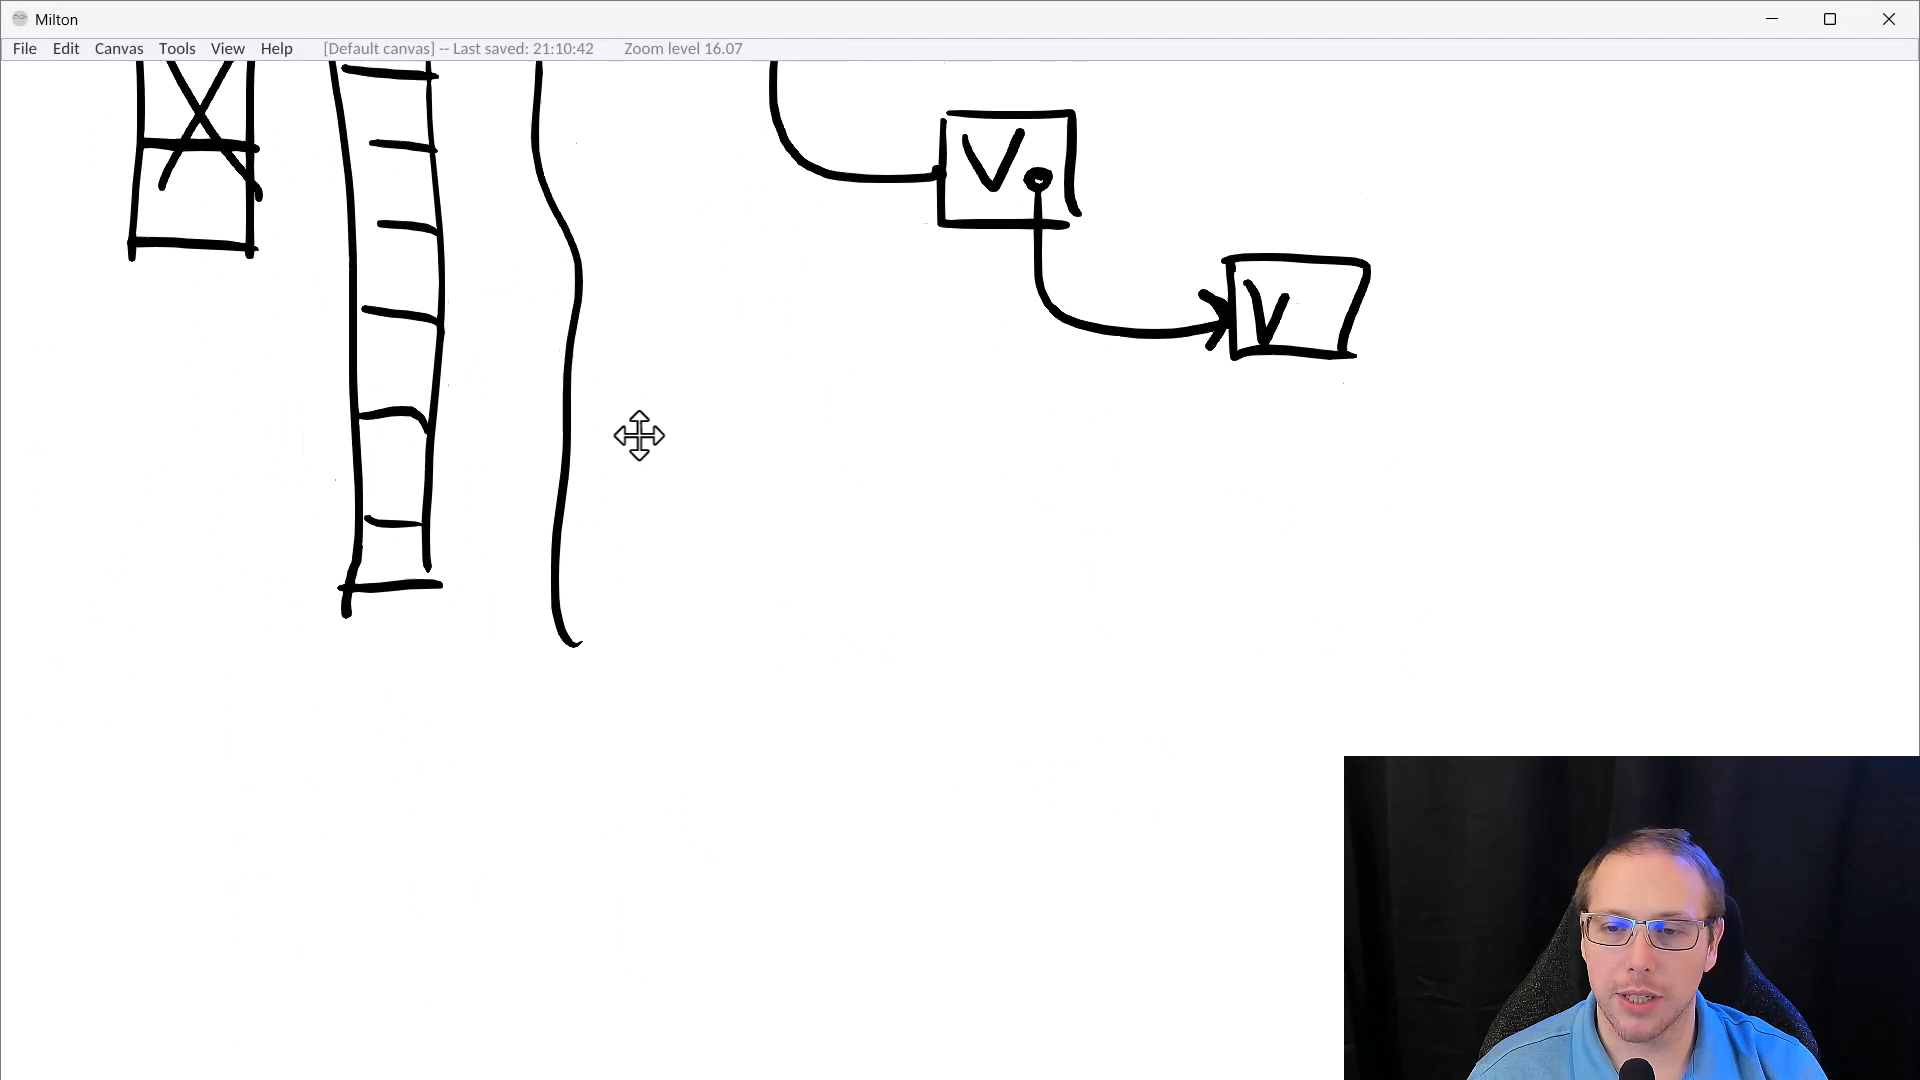 Milton
File Edit Canvas Tools View Help [Default canvas] -- Last saved: 21:10:42 Zoom level 16.07
V
V